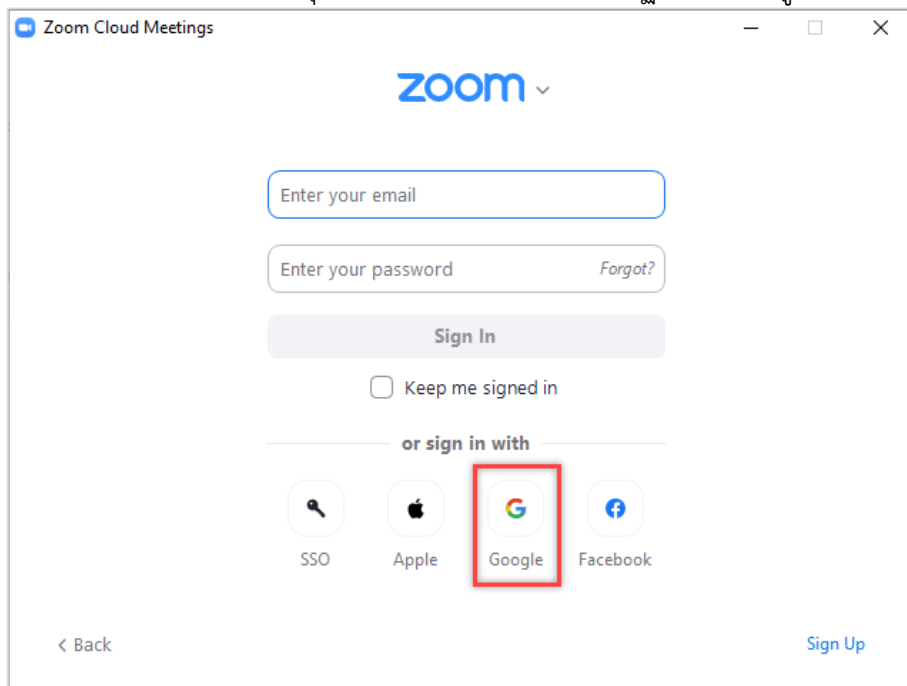 Zoom Cloud Meetings
zoom
Enter your email
Enter your password Forgot?
Sign In
Keep me signed in
or sign in with
SSO Apple Google Facebook
< Back Sign Up